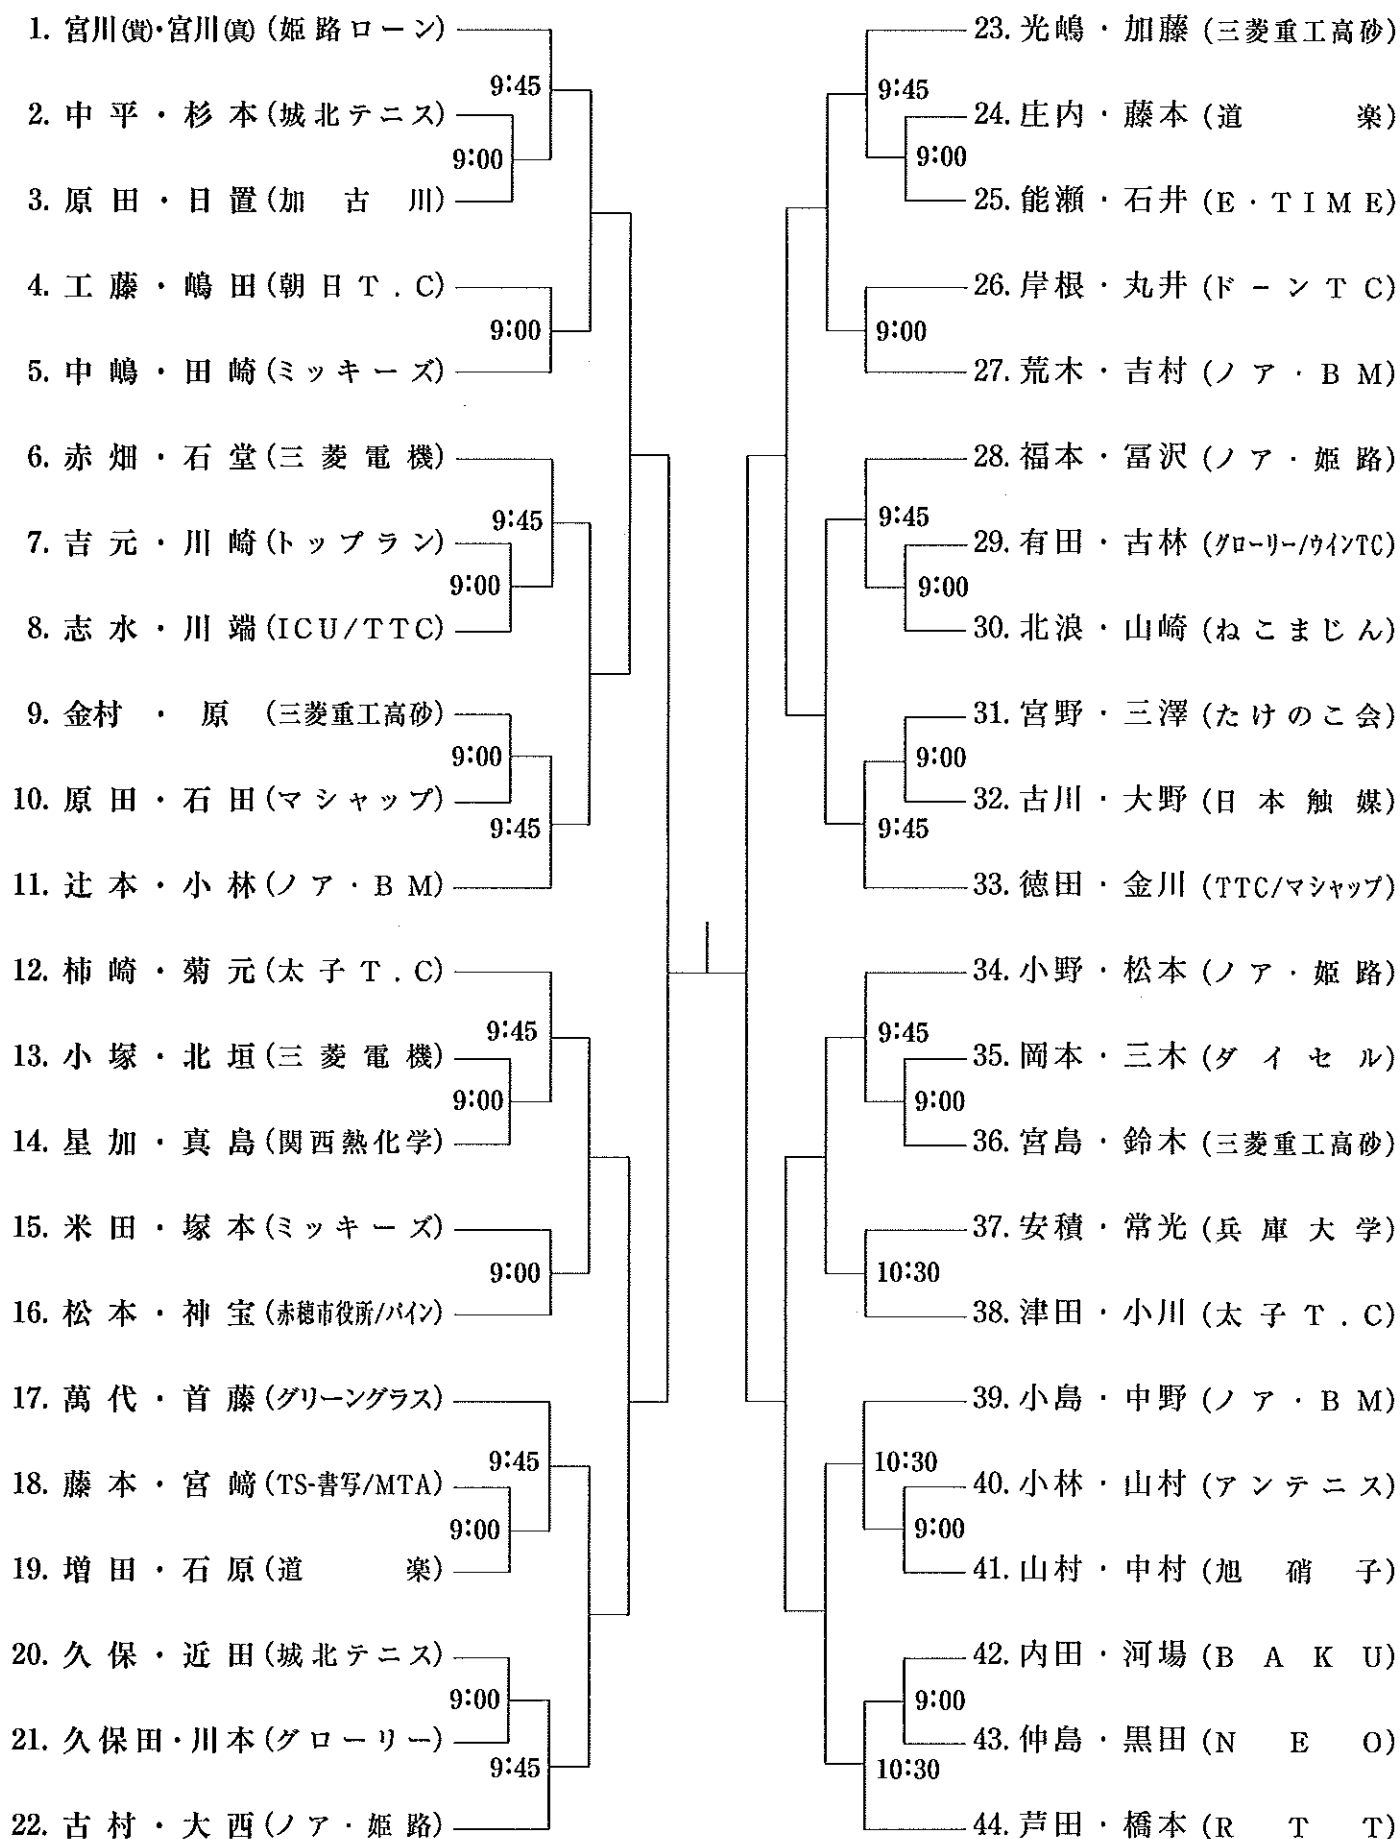 1. 宮川(貴)・宮川(真) (姫路ローン)
9:45
2. 中平・杉本 (城北テニス)
9:00
3. 原田・日置 (加古川)
4. 工藤・嶋田 (朝日T.C)
9:00
5. 中嶋・田崎 (ミッキーズ)
6. 赤畑・石堂 (三菱電機)
9:45
7. 吉元・川崎 (トップラン)
9:00
8. 志水・川端 (ICU/TTC)
9. 金村・原 (三菱重工高砂)
9:00
10. 原田・石田 (マシャップ)
9:45
11. 辻本・小林 (ノア・BM)
12. 柿崎・菊元 (太子T.C)
9:45
13. 小塚・北垣 (三菱電機)
9:00
14. 星加・真島 (関西熱化学)
15. 米田・塚本 (ミッキーズ)
9:00
16. 松本・神宝 (赤穂市役所/パイン)
17. 萬代・首藤 (グリーングラス)
9:45
18. 藤本・宮﨑 (TS-書写/MTA)
9:00
19. 増田・石原 (道楽)
20. 久保・近田 (城北テニス)
9:00
21. 久保田・川本 (グローリー)
9:45
22. 古村・大西 (ノア・姫路)
23. 光嶋・加藤 (三菱重工高砂)
9:45
24. 庄内・藤本 (道楽)
9:00
25. 能瀬・石井 (E・TIME)
26. 岸根・丸井 (ドーンTC)
9:00
27. 荒木・吉村 (ノア・BM)
28. 福本・冨沢 (ノア・姫路)
9:45
29. 有田・古林 (グローリー/ウインTC)
9:00
30. 北浪・山崎 (ねこまじん)
31. 宮野・三澤 (たけのこ会)
9:00
32. 古川・大野 (日本触媒)
9:45
33. 徳田・金川 (TTC/マシャップ)
34. 小野・松本 (ノア・姫路)
9:45
35. 岡本・三木 (ダイセル)
9:00
36. 宮島・鈴木 (三菱重工高砂)
37. 安積・常光 (兵庫大学)
10:30
38. 津田・小川 (太子T.C)
39. 小島・中野 (ノア・BM)
10:30
40. 小林・山村 (アンテニス)
9:00
41. 山村・中村 (旭硝子)
42. 内田・河場 (BAKU)
9:00
43. 仲島・黒田 (NEO)
10:30
44. 芦田・橋本 (RTT)